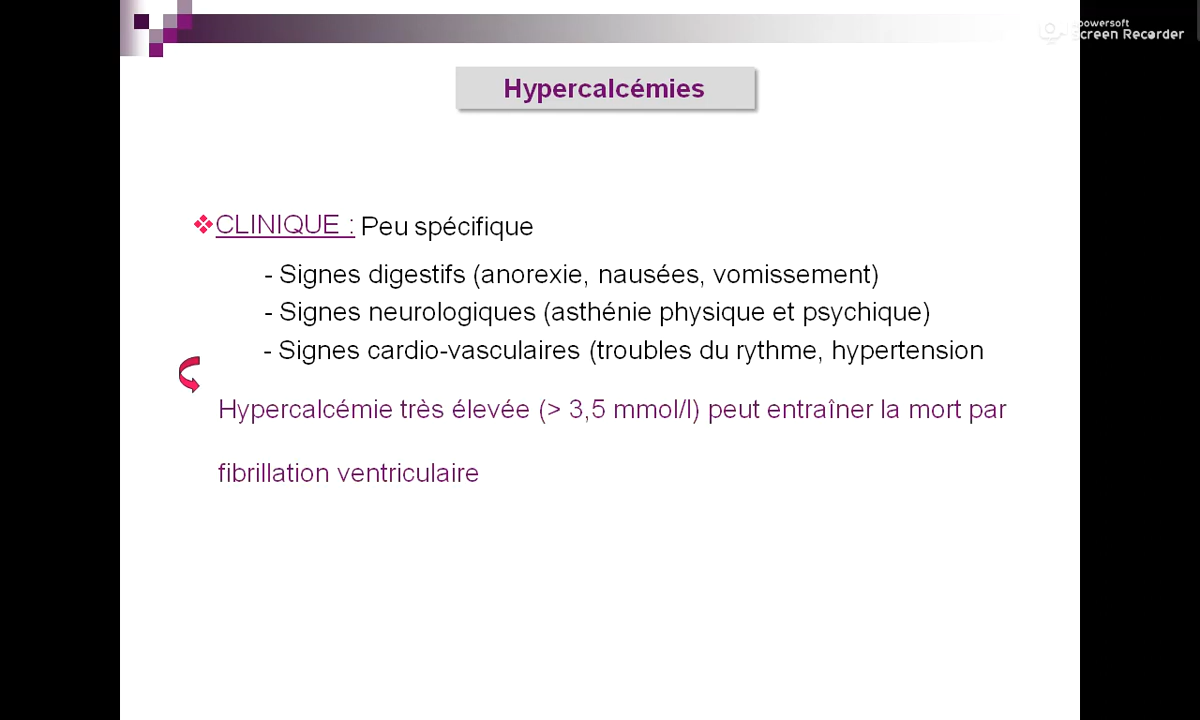 powersoft
Screen Recorder
Hypercalcémies
CLINIQUE : Peu spécifique
- Signes digestifs (anorexie, nausées, vomissement)
- Signes neurologiques (asthénie physique et psychique)
- Signes cardio-vasculaires (troubles du rythme, hypertension
Hypercalcémie très élevée (> 3,5 mmol/l) peut entraîner la mort par
fibrillation ventriculaire